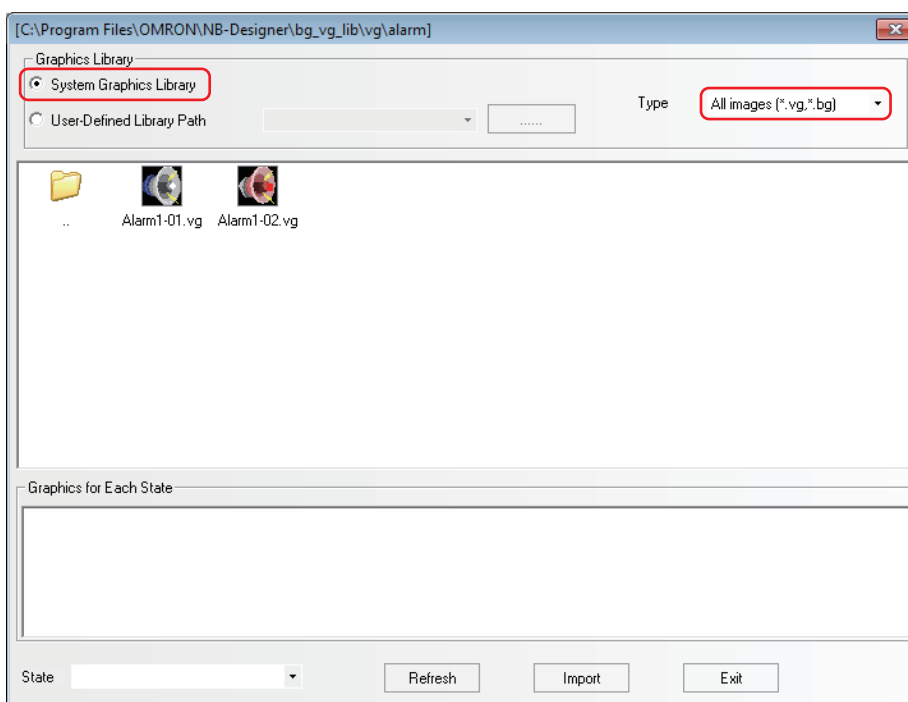 [C:\Program Files\OMRON\NB-Designer\bg_vg_lib\vg\alarm]
Graphics Library
System Graphics Library
Type
All images (*.vg,*.bg)
User-Defined Library Path
......
..
Alarm1-01.vg
Alarm1-02.vg
Graphics for Each State
State
Refresh
Import
Exit